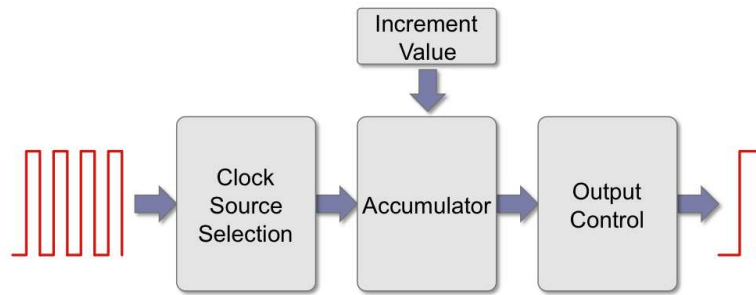 Increment
Value
Clock
Source
Selection
Accumulator
Output
Control